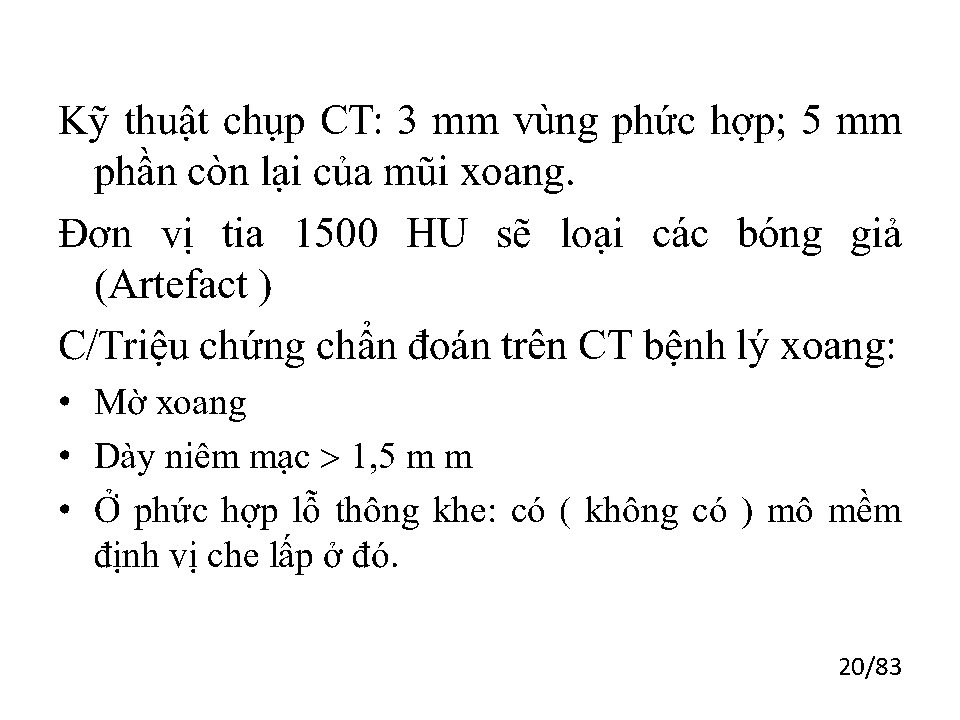 Kỹ thuật chụp CT: 3 mm vùng phức hợp; 5 mm
phần còn lại của mũi xoang.
Đơn vị tia 1500 HU sẽ loại các bóng giả
(Artefact )
C/Triệu chứng chẩn đoán trên CT bệnh lý xoang:
• Mờ xoang
• Dày niêm mạc > 1,5 m m
• Ở phức hợp lỗ thông khe: có ( không có ) mô mềm
định vị che lấp ở đó.
20/83